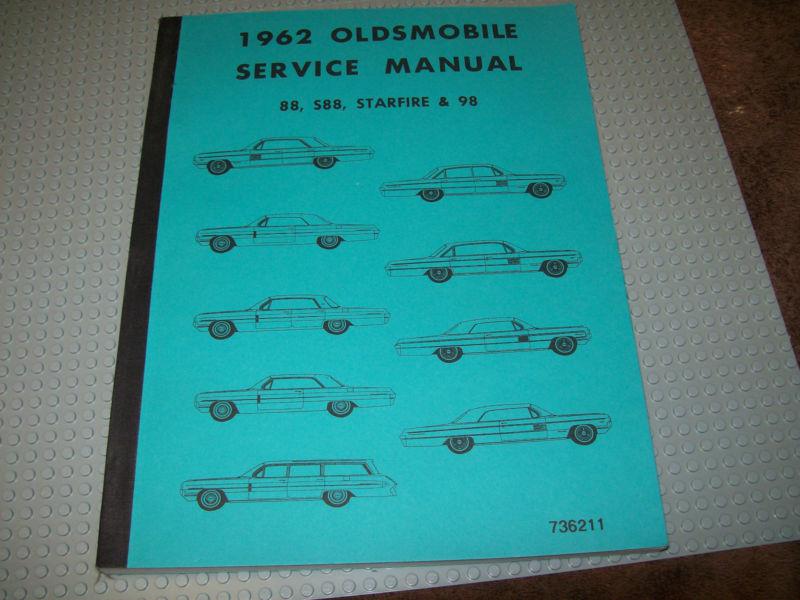 1962 OLDSMOBILE
SERVICE MANUAL
88, S88, STARFIRE & 98
736211